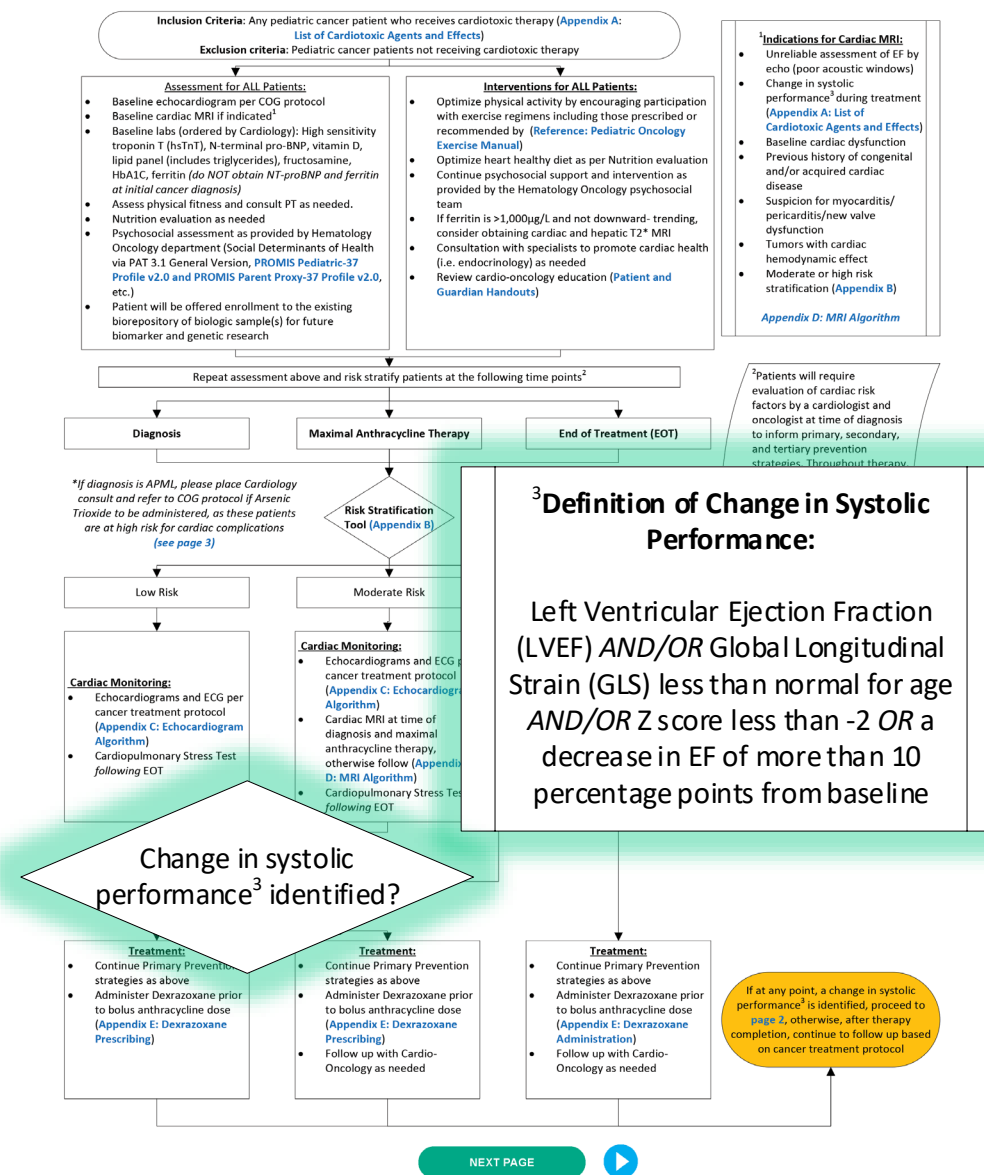 Inclusion Criteria: Any pediatric cancer patient who receives cardiotoxic therapy (Appendix A:
List of Cardiotoxic Agents and Effects)
Exclusion criteria: Pediatric cancer patients not receiving cardiotoxic therapy
Assessment for ALL Patients:
• Baseline echocardiogram per COG protocol
• Baseline cardiac MRI if indicated1
• Baseline labs (ordered by Cardiology): High sensitivity
troponin T (hsTnT), N-terminal pro-BNP, vitamin D,
lipid panel (includes triglycerides), fructosamine,
HbA1C, ferritin (do NOT obtain NT-proBNP and ferritin
at initial cancer diagnosis)
• Assess physical fitness and consult PT as needed.
• Nutrition evaluation as needed
• Psychosocial assessment as provided by Hematology
Oncology department (Social Determinants of Health
via PAT 3.1 General Version, PROMIS Pediatric-37
Profile v2.0 and PROMIS Parent Proxy-37 Profile v2.0,
etc.)
• Patient will be offered enrollment to the existing
biorepository of biologic sample(s) for future
biomarker and genetic research
Interventions for ALL Patients:
• Optimize physical activity by encouraging participation
with exercise regimens including those prescribed or
recommended by (Reference: Pediatric Oncology
Exercise Manual)
• Optimize heart healthy diet as per Nutrition evaluation
• Continue psychosocial support and intervention as
provided by the Hematology Oncology psychosocial
team
• If ferritin is >1,000µg/L and not downward- trending,
consider obtaining cardiac and hepatic T2* MRI
• Consultation with specialists to promote cardiac health
(i.e. endocrinology) as needed
• Review cardio-oncology education (Patient and
Guardian Handouts)
1Indications for Cardiac MRI:
• Unreliable assessment of EF by
echo (poor acoustic windows)
• Change in systolic
performance3 during treatment
(Appendix A: List of
Cardiotoxic Agents and Effects)
• Baseline cardiac dysfunction
• Previous history of congenital
and/or acquired cardiac
disease
• Suspicion for myocarditis/
pericarditis/new valve
dysfunction
• Tumors with cardiac
hemodynamic effect
• Moderate or high risk
stratification (Appendix B)
Appendix D: MRI Algorithm
Repeat assessment above and risk stratify patients at the following time points2
2Patients will require
evaluation of cardiac risk
factors by a cardiologist and
oncologist at time of diagnosis
to inform primary, secondary,
and tertiary prevention
strategies. Throughout therapy,
Diagnosis
Maximal Anthracycline Therapy
End of Treatment (EOT)
*If diagnosis is APML, please place Cardiology
consult and refer to COG protocol if Arsenic
Trioxide to be administered, as these patients
are at high risk for cardiac complications
(see page 3)
Risk Stratification
Tool (Appendix B)
3Definition of Change in Systolic
Performance:
Left Ventricular Ejection Fraction
(LVEF) AND/OR Global Longitudinal
Strain (GLS) less than normal for age
AND/OR Z score less than -2 OR a
decrease in EF of more than 10
percentage points from baseline
Low Risk
Moderate Risk
Cardiac Monitoring:
• Echocardiograms and ECG per
cancer treatment protocol
(Appendix C: Echocardiogram
Algorithm)
• Cardiopulmonary Stress Test
following EOT
Cardiac Monitoring:
• Echocardiograms and ECG
cancer treatment protocol
(Appendix C:
Algorithm)
• Cardiac MRI at time of
diagnosis and maximal
anthracycline therapy,
otherwise follow (Appendix
D: MRI Algorithm)
• Cardiopulmonary Stress
following EOT
Change in systolic
performance3 identified?
Treatment:
• Continue Primary Prevention
strategies as above
• Administer Dexrazoxane prior
to bolus anthracycline dose
(Appendix E: Dexrazoxane
Prescribing)
Treatment:
• Continue Primary Prevention
strategies as above
• Administer Dexrazoxane prior
to bolus anthracycline dose
(Appendix E: Dexrazoxane
Prescribing)
• Follow up with Cardio-
Oncology as needed
Treatment:
• Continue Primary Prevention
strategies as above
• Administer Dexrazoxane prior
to bolus anthracycline dose
(Appendix E: Dexrazoxane
Administration)
• Follow up with Cardio-
Oncology as needed
If at any point, a change in systolic
performance3 is identified, proceed to
page 2, otherwise, after therapy
completion, continue to follow up based
on cancer treatment protocol
NEXT PAGE